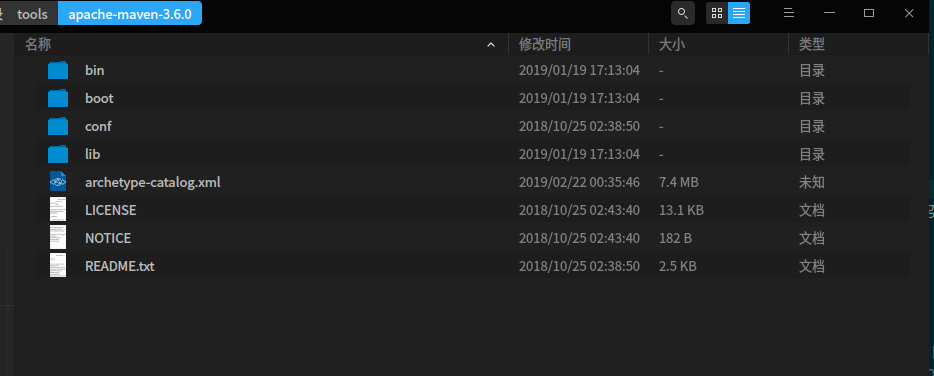 tools apache-maven-3.6.0
名称 修改时间 大小 类型
bin 2019/01/19 17:13:04 - 目录
boot 2019/01/19 17:13:04 - 目录
conf 2018/10/25 02:38:50 - 目录
lib 2019/01/19 17:13:04 - 目录
archetype-catalog.xml 2019/02/22 00:35:46 7.4 MB 未知
LICENSE 2018/10/25 02:43:40 13.1 KB 文档
NOTICE 2018/10/25 02:43:40 182 B 文档
README.txt 2018/10/25 02:38:50 2.5 KB 文档